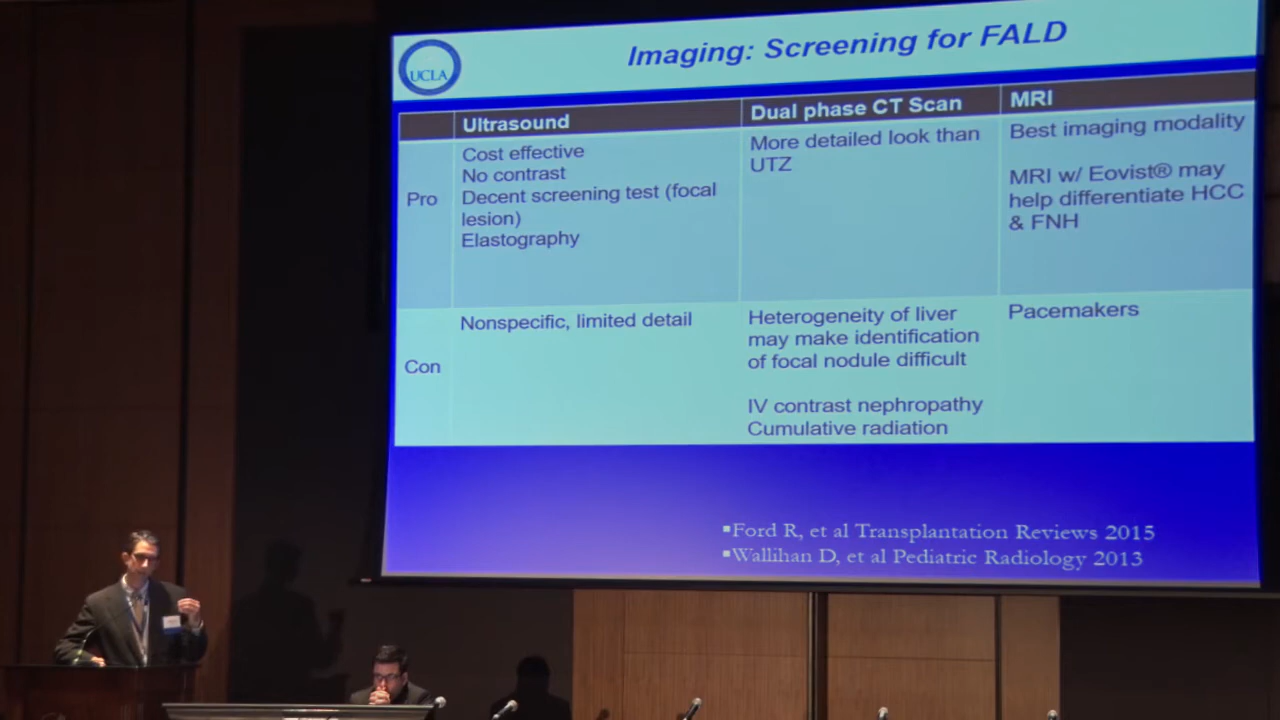 UCLA
Imaging: Screening for FALD
Ultrasound
Dual phase CT Scan
MRI
Pro
Cost effective
No contrast
Decent screening test (focal
lesion)
Elastography
More detailed look than
UTZ
Best imaging modality
MRI w/ Eovist® may
help differentiate HCC
& FNH
Con
Nonspecific, limited detail
Heterogeneity of liver
may make identification
of focal nodule difficult
IV contrast nephropathy
Cumulative radiation
Pacemakers
▪Ford R, et al Transplantation Reviews 2015
▪Wallihan D, et al Pediatric Radiology 2013